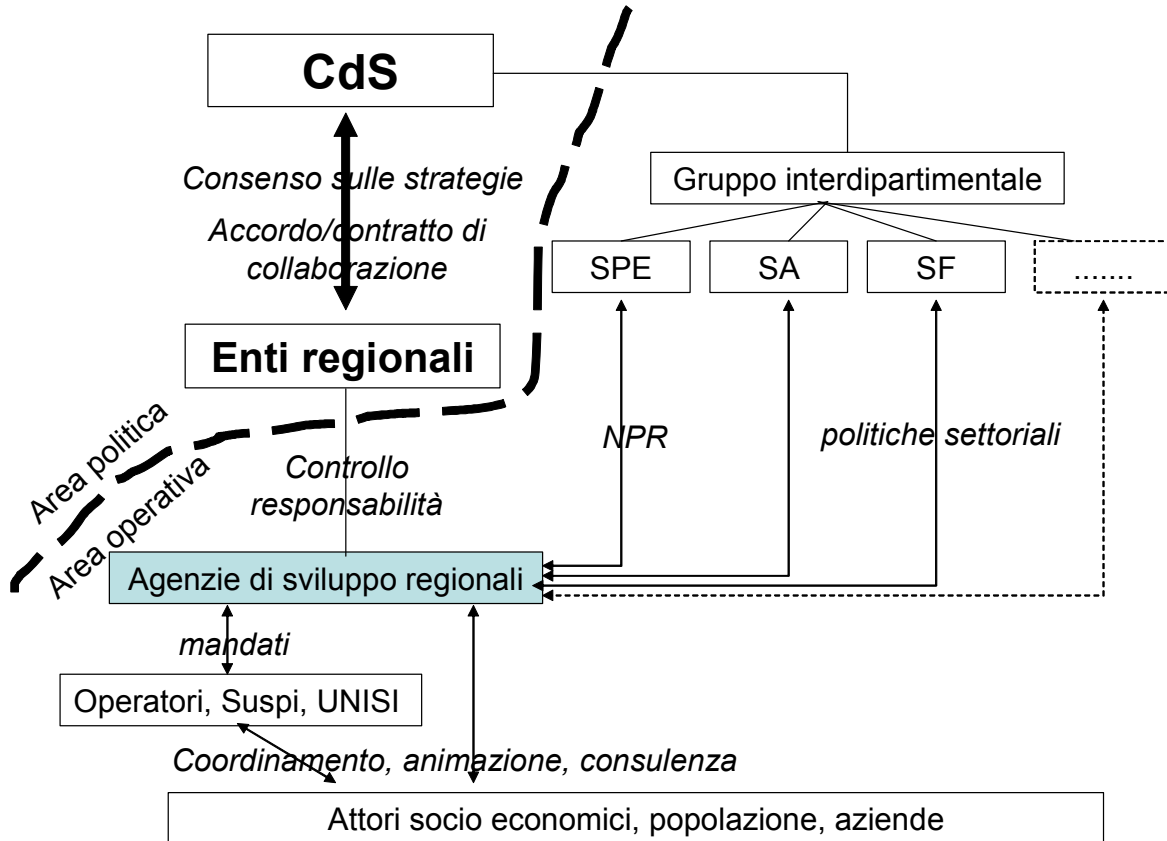 CdS
Consenso sulle strategie
Accordo/contratto di
collaborazione
Gruppo interdipartimentale
SPE
SA
SF
.......
Enti regionali
Area politica
Area operativa
Controllo
responsabilità
NPR
politiche settoriali
Agenzie di sviluppo regionali
mandati
Operatori, Suspi, UNISI
Coordinamento, animazione, consulenza
Attori socio economici, popolazione, aziende